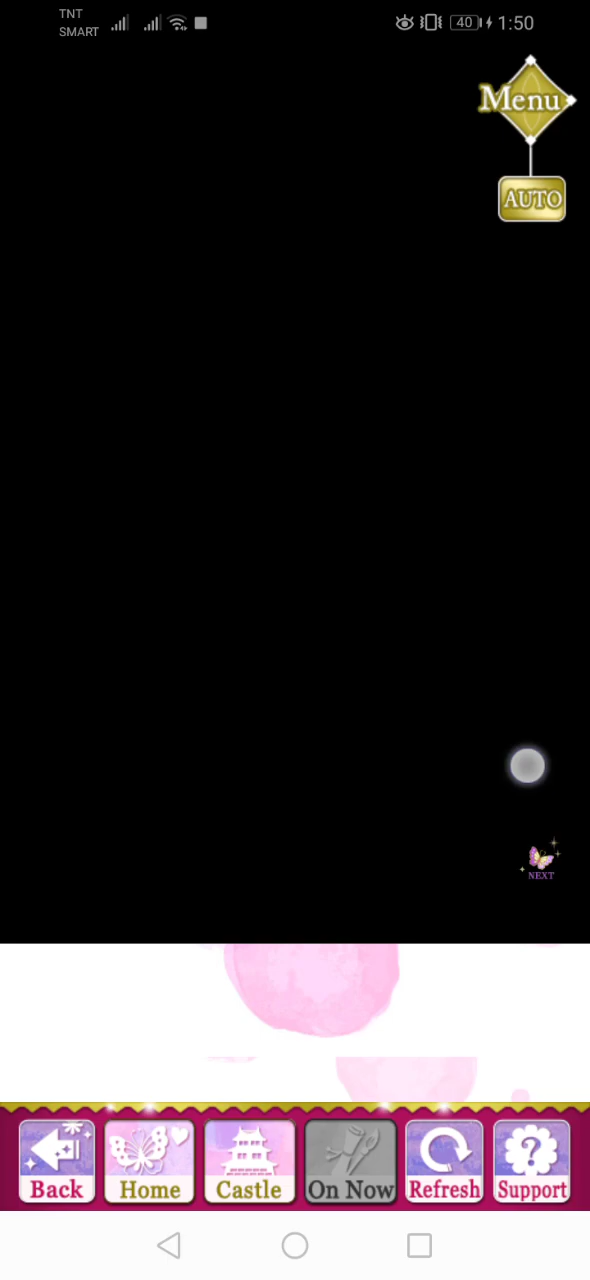 TNT
SMART
40
1:50
Menu
AUTO
NEXT
Back
Home
Castle
On Now
Refresh
Support